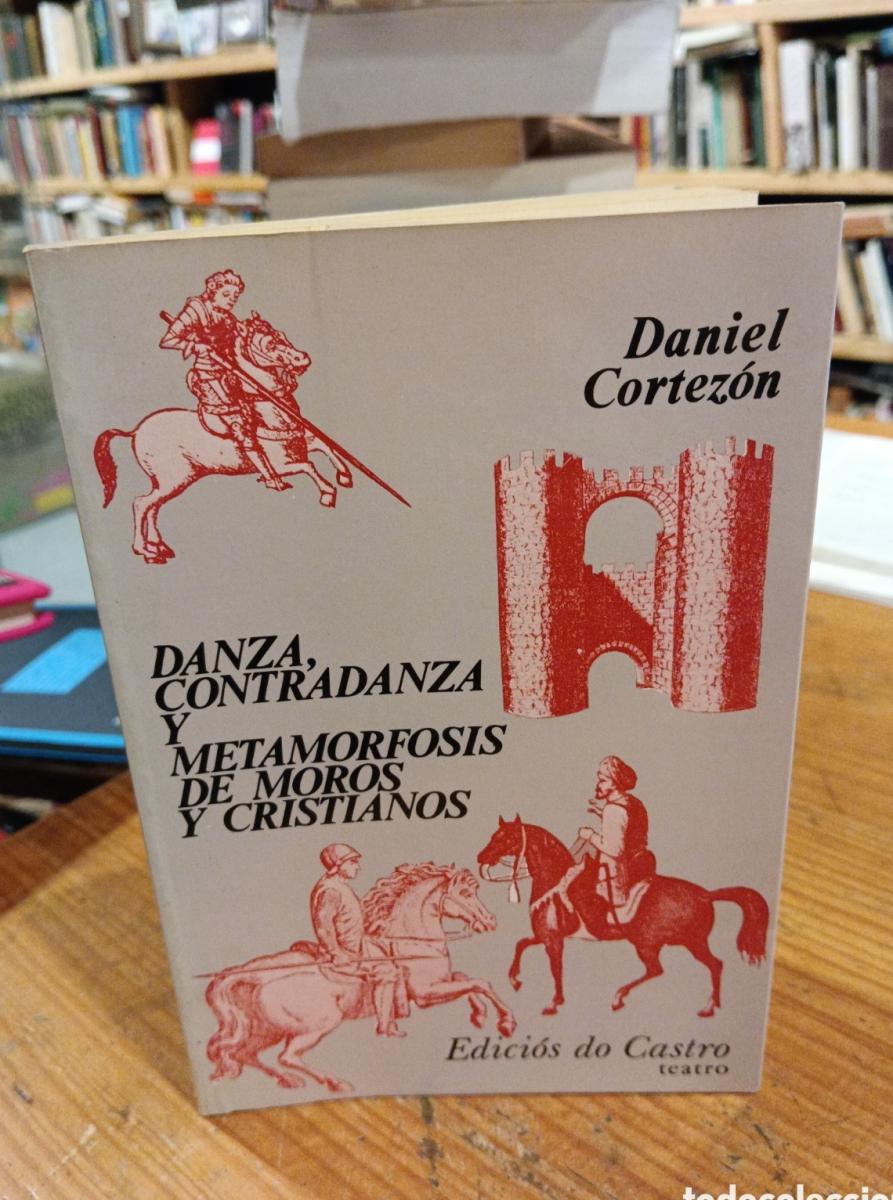 Daniel
Cortezón
DANZA,
CONTRADANZA
Y
METAMORFOSIS
DE MOROS
Y CRISTIANOS
Ediciós do Castro
teatro